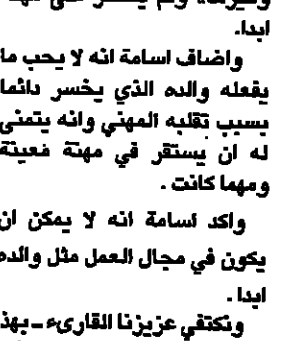 ابدا.
واضاف اسامة انه لا يحب ما
يفعله والده الذي يخسر دائما
بسبب تقلبه المهني وانه يتمنى
له ان يستقر في مهنة معينة
ومهما كانت .
واكد اسامة انه لا يمكن ان
يكون في مجال العمل مثل والده
ابدا .
ونكتفي عزيزنا القارىء ـ بهذ